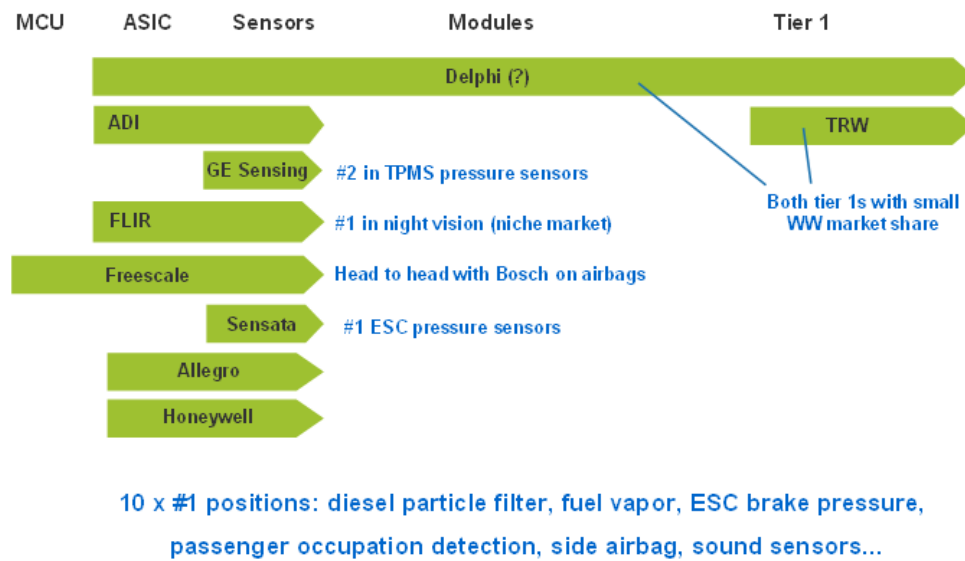 MCU ASIC Sensors Modules Tier 1
Delphi (?)
ADI
TRW
GE Sensing
#2 in TPMS pressure sensors
Both tier 1s with small
WW market share
FLIR
#1 in night vision (niche market)
Freescale
Head to head with Bosch on airbags
Sensata
#1 ESC pressure sensors
Allegro
Honeywell
10 x #1 positions: diesel particle filter, fuel vapor, ESC brake pressure,
passenger occupation detection, side airbag, sound sensors...